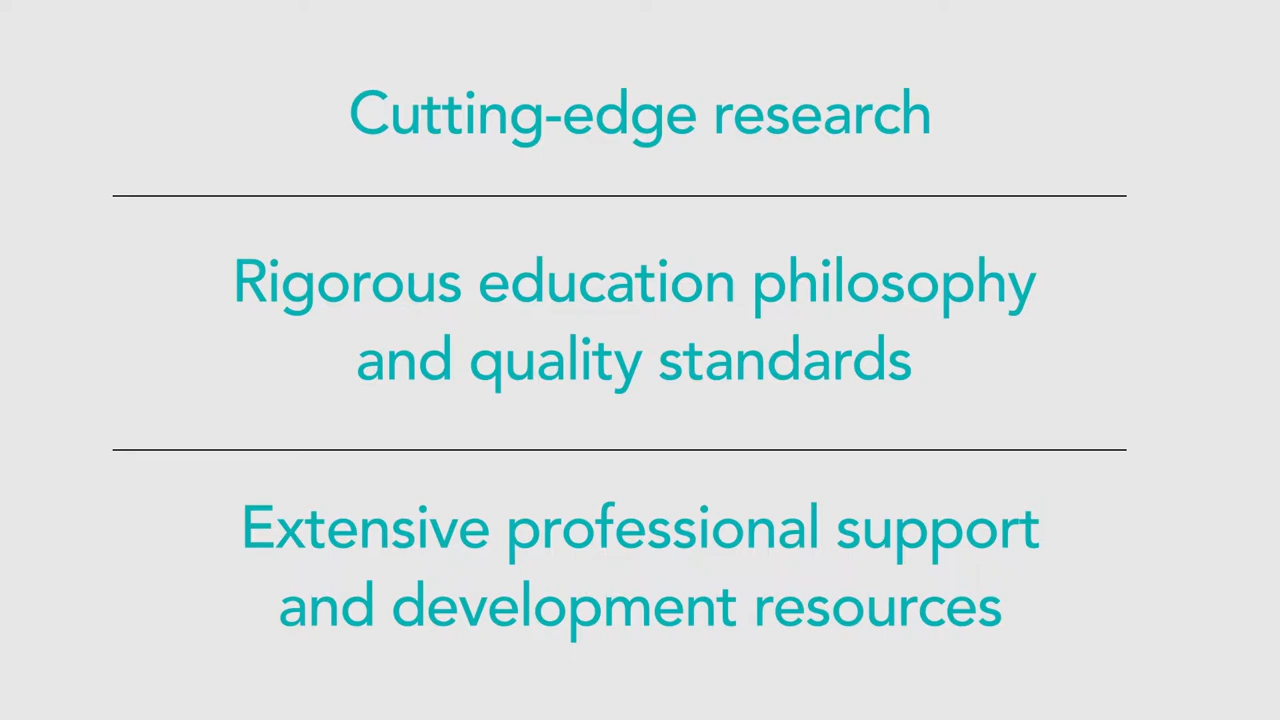 Cutting-edge research
Rigorous education philosophy
and quality standards
Extensive professional support
and development resources